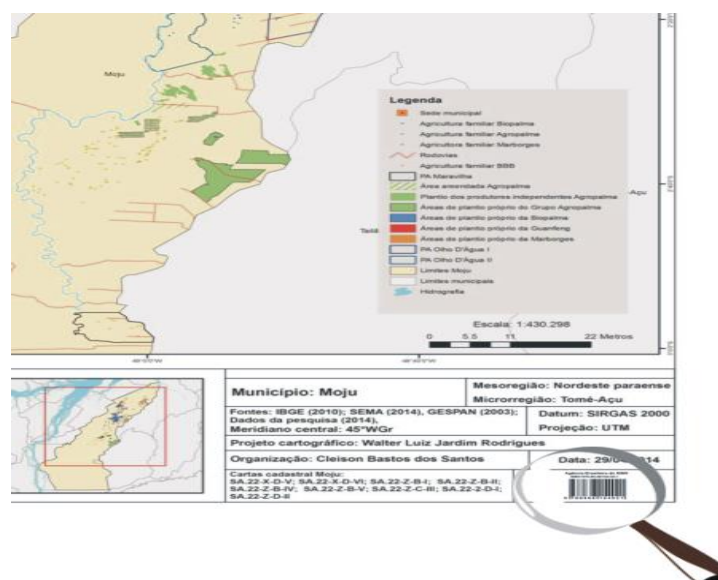 Moju
Legenda
Sede municipal
Agricultura familiar Biopalma
Agricultura familiar Agropalma
Agricultura familiar Marborges
Rodovias
Agricultura familiar BBB
PA Maravilha
Área arrendada Agropalma
Plantio dos produtores independentes Agropalma
Áreas de plantio próprio do Grupo Agropalma
Áreas de plantio próprio da Biopalma
Áreas de plantio próprio da Guanfeng
Áreas de plantio próprio da Marborges
PA Olho D'Água I
PA Olho D'Água II
Limites Moju
Limites municipais
Hidrografia
-Açu
Escala: 1:430.298
0 5.5 11 22 Metros
Município: Moju
Mesoregião: Nordeste paraense
Microrregião: Tomé-Açu
Fontes: IBGE (2010); SEMA (2014), GESPAN (2003);
Dados da pesquisa (2014),
Meridiano central: 45°WGr
Datum: SIRGAS 2000
Projeção: UTM
Projeto cartográfico: Walter Luiz Jardim Rodrigues
Organização: Cleison Bastos dos Santos
Data: 29/0 2014
Cartas cadastral Moju:
SA.22-X-D-V; SA.22-X-D-VI; SA.22-Z-B-I; SA.22-Z-B-II;
SA.22-Z-B-IV; SA.22-Z-B-V; SA.22-Z-C-III; SA.22-2-D-I;
SA.22-Z-D-II